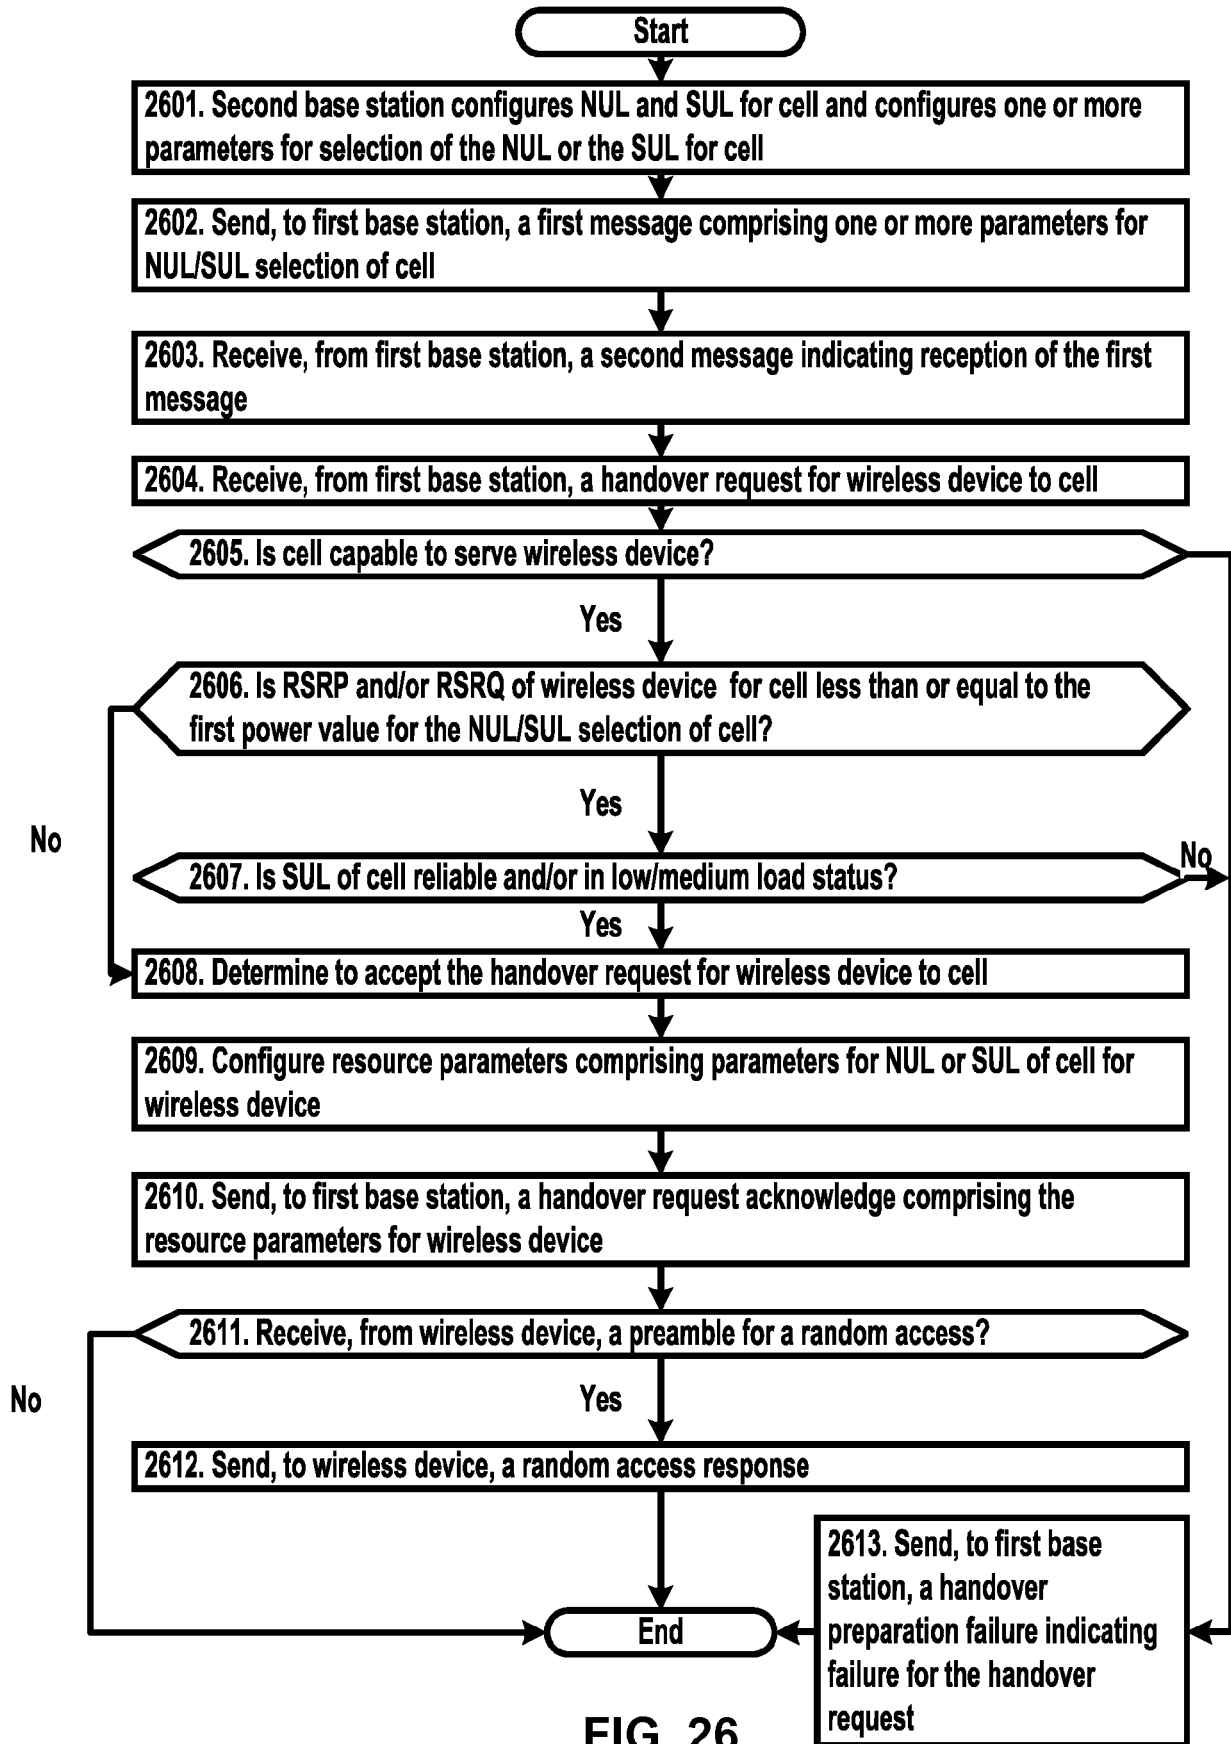 Start
2601. Second base station configures NUL and SUL for cell and configures one or more
parameters for selection of the NUL or the SUL for cell
2602. Send, to first base station, a first message comprising one or more parameters for
NUL/SUL selection of cell
2603. Receive, from first base station, a second message indicating reception of the first
message
2604. Receive, from first base station, a handover request for wireless device to cell
2605. Is cell capable to serve wireless device?
Yes
2606. Is RSRP and/or RSRQ of wireless device for cell less than or equal to the
first power value for the NUL/SUL selection of cell?
Yes
No
2607. Is SUL of cell reliable and/or in low/medium load status?
No
Yes
2608. Determine to accept the handover request for wireless device to cell
2609. Configure resource parameters comprising parameters for NUL or SUL of cell for
wireless device
2610. Send, to first base station, a handover request acknowledge comprising the
resource parameters for wireless device
2611. Receive, from wireless device, a preamble for a random access?
No
Yes
2612. Send, to wireless device, a random access response
2613. Send, to first base
station, a handover
preparation failure indicating
failure for the handover
request
End
FIG. 26